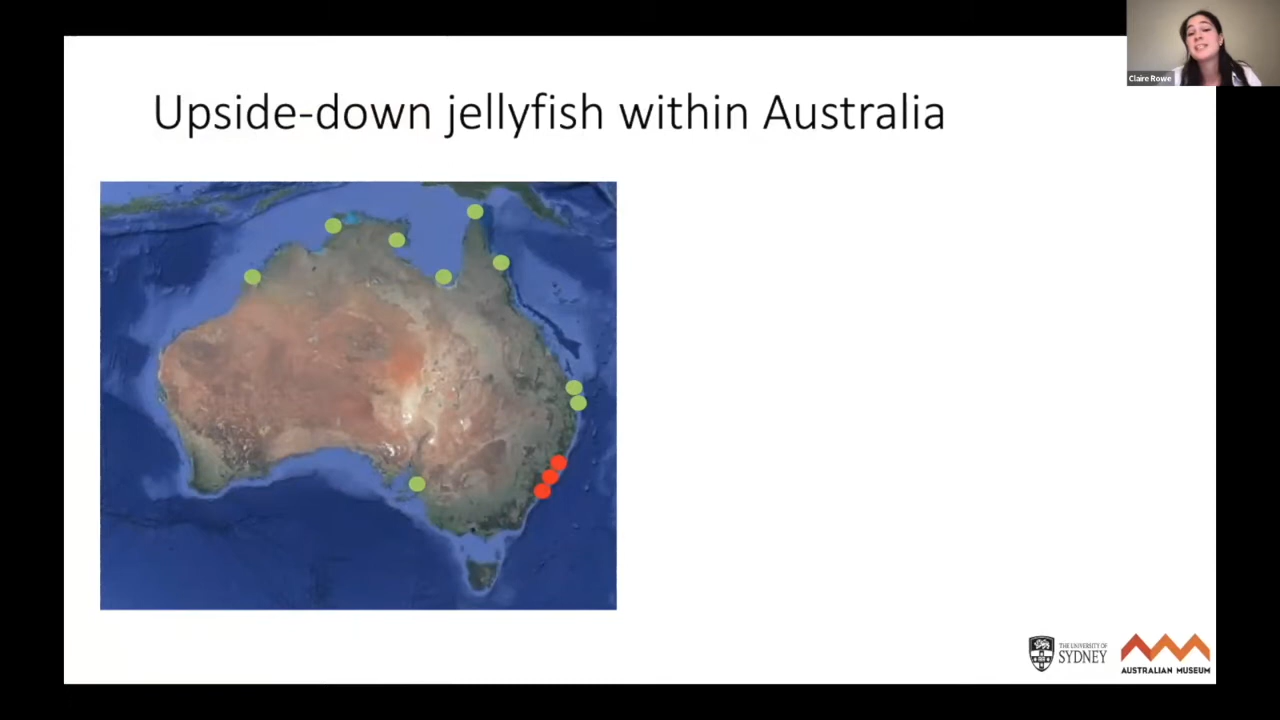 Claire Rowe
Upside-down jellyfish within Australia
THE UNIVERSITY OF
SYDNEY
AUSTRALIAN MUSEUM